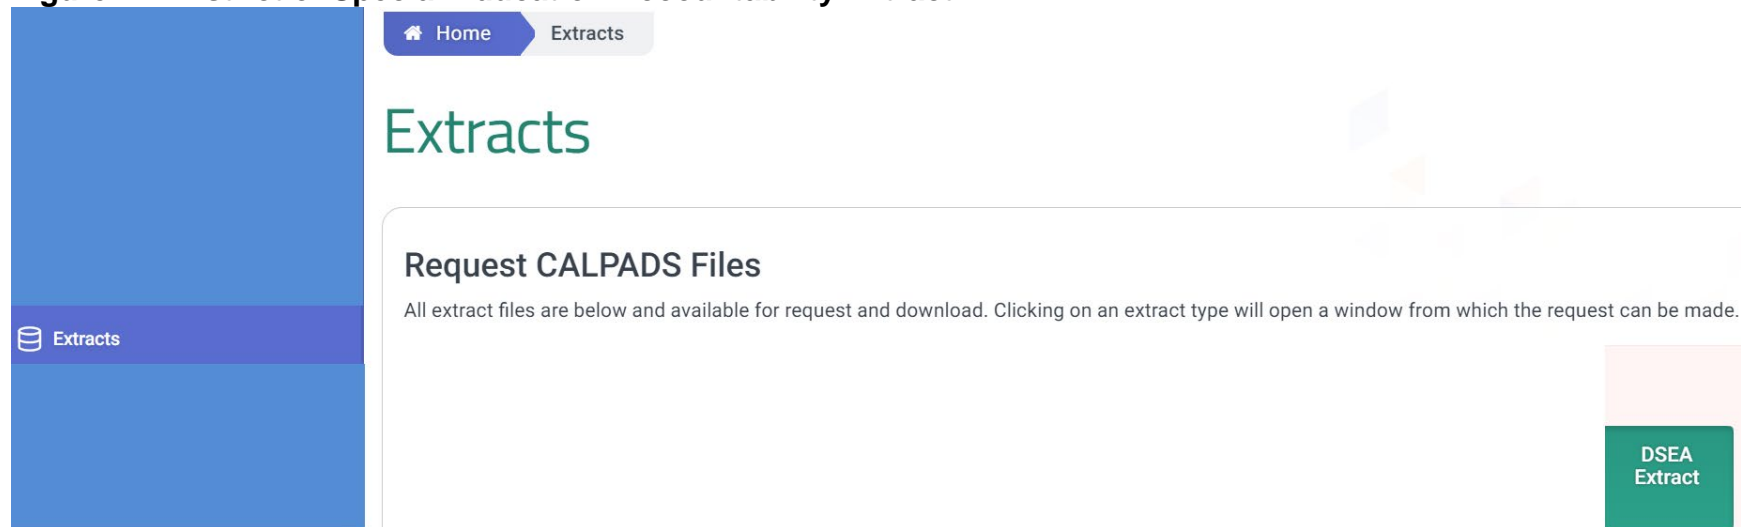 Home Extracts
Extracts
Request CALPADS Files
All extract files are below and available for request and download. Clicking on an extract type will open a window from which the request can be made.
Extracts
DSEA
Extract